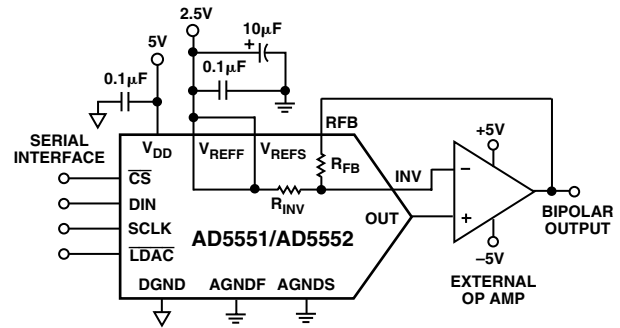 2.5V
10μF
+
5V
0.1μF
0.1μF
RFB
SERIAL
INTERFACE
VDD
VREFF
VREFS
RFB
+5V
CS
INV
–
DIN
RINV
OUT
+
SCLK
AD5551/AD5552
BIPOLAR
OUTPUT
LDAC
–5V
DGND
AGNDF
AGNDS
EXTERNAL
OP AMP